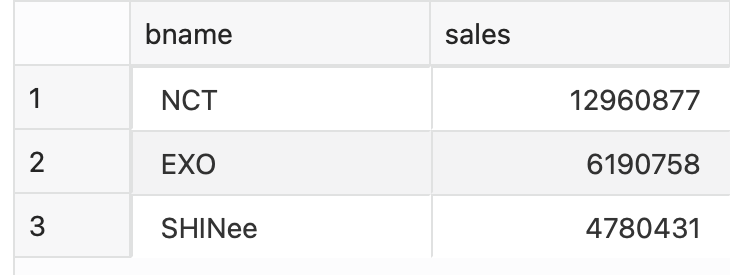 bname sales
1 NCT 12960877
2 EXO 6190758
3 SHINee 4780431